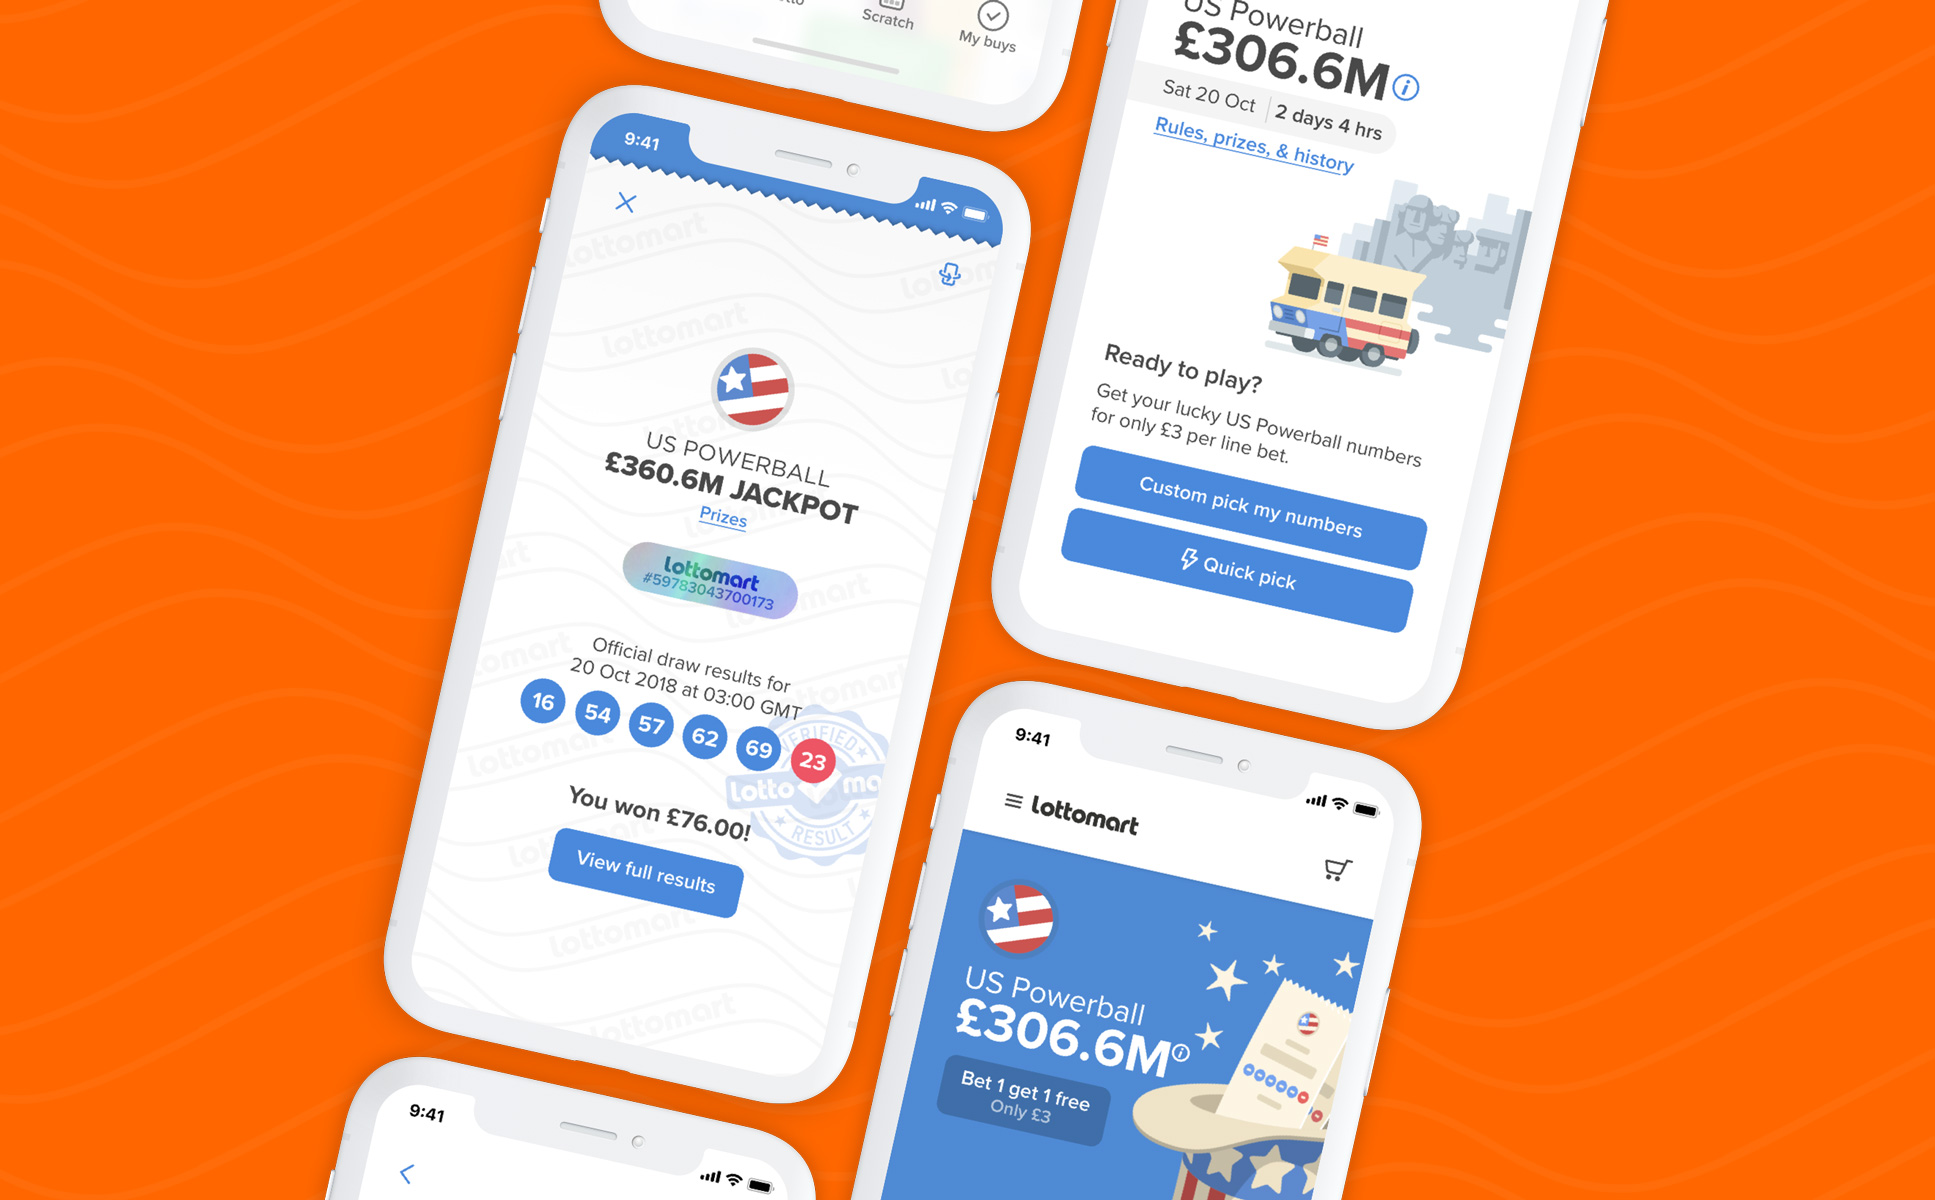 Scratch
My buys
9:41
US POWERBALL
£360.6M JACKPOT
Prizes
lottomart
#59783043700173
Official draw results for
20 Oct 2018 at 03:00 GMT
16 54 57 62 69 23
VERIFIED
lottomart
RESULT
You won £76.00!
View full results
lottomart
lottomart
lottomart
lottomart
lottomart
US Powerball
£306.6M
Sat 20 Oct 2 days 4 hrs
Rules, prizes, & history
Ready to play?
Get your lucky US Powerball numbers
for only £3 per line bet.
Custom pick my numbers
Quick pick
9:41
lottomart
US Powerball
£306.6M
Bet 1 get 1 free
Only £3
9:41